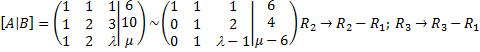 [A|B] = (1 1 1|6
1 2 3|10
1 2 λ|μ) ~ (1 1 1|6
0 1 2|4
0 1 λ − 1|μ − 6) R₂ → R₂ − R₁; R₃ → R₃ − R₁